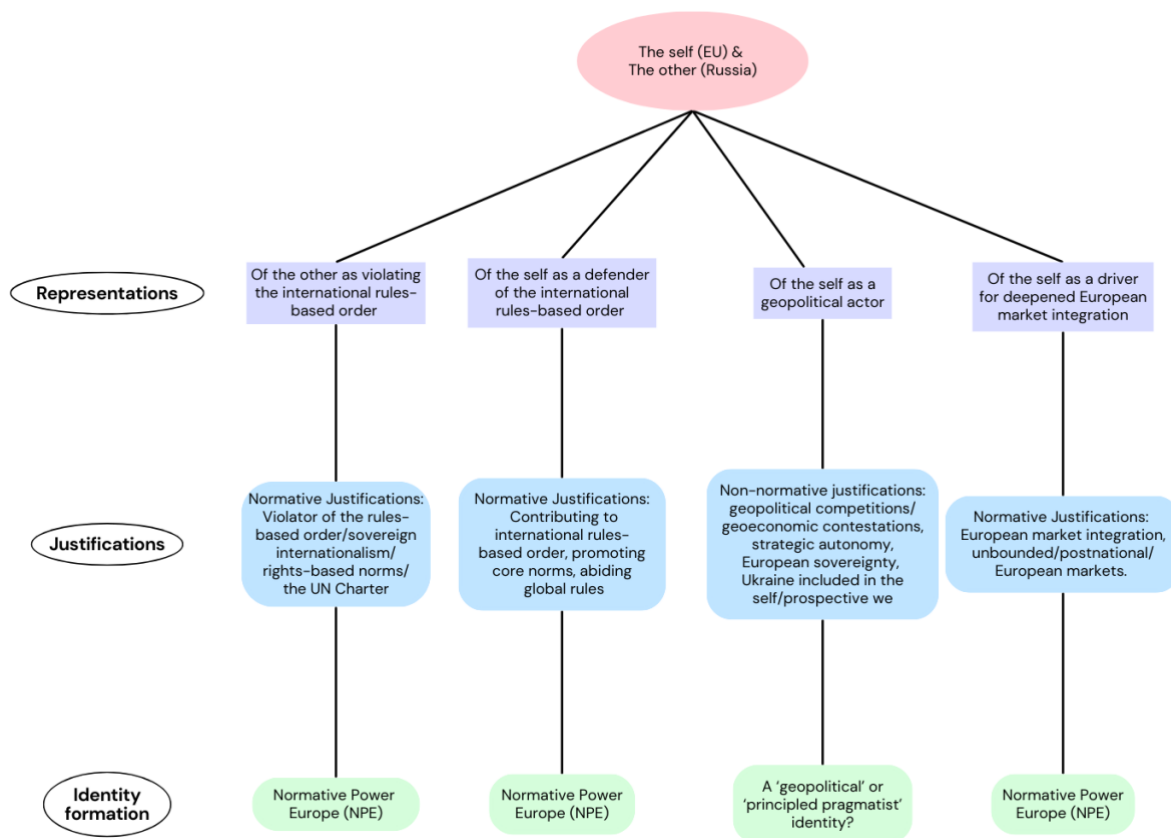 The self (EU) &
The other (Russia)
Representations
Of the other as violating
the international rules-
based order
Of the self as a defender
of the international
rules-based order
Of the self as a
geopolitical actor
Of the self as a driver
for deepened European
market integration
Justifications
Normative Justifications:
Violator of the rules-
based order/sovereign
internationalism/
rights-based norms/
the UN Charter
Normative Justifications:
Contributing to
international rules-
based order, promoting
core norms, abiding
global rules
Non-normative justifications:
geopolitical competitions/
geoeconomic contestations,
strategic autonomy,
European sovereignty,
Ukraine included in the
self/prospective we
Normative Justifications:
European market integration,
unbounded/postnational/
European markets.
Identity
formation
Normative Power
Europe (NPE)
Normative Power
Europe (NPE)
A ‘geopolitical’ or
‘principled pragmatist’
identity?
Normative Power
Europe (NPE)